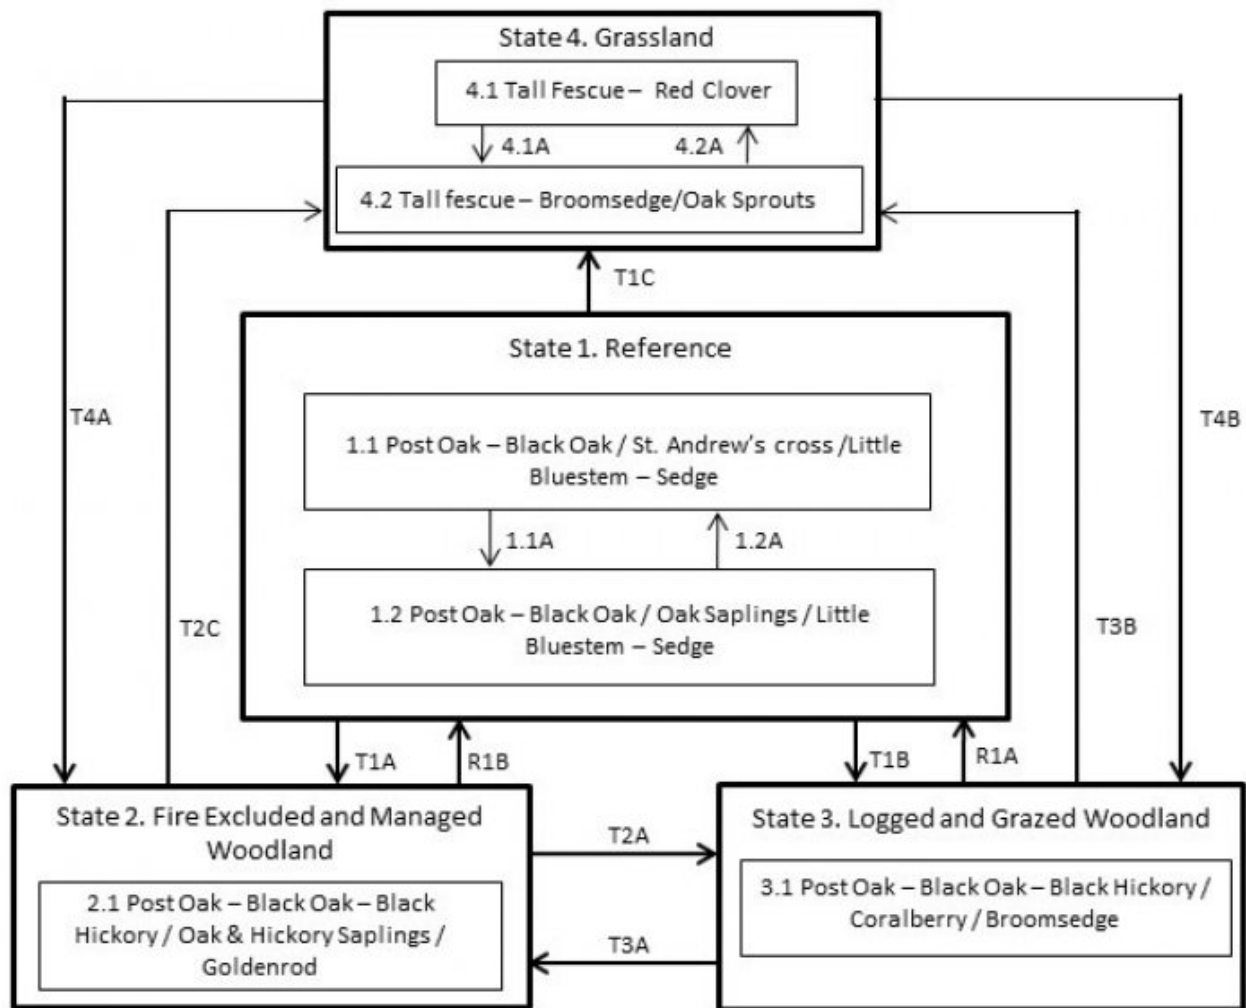 State 4. Grassland
4.1 Tall Fescue – Red Clover
4.1A
4.2A
4.2 Tall fescue – Broomsedge/Oak Sprouts
T1C
State 1. Reference
T4A
T4B
1.1 Post Oak – Black Oak / St. Andrew's cross /Little
Bluestem – Sedge
1.1A
1.2A
1.2 Post Oak – Black Oak / Oak Saplings / Little
Bluestem – Sedge
T2C
T3B
T1A
R1B
T1B
R1A
State 2. Fire Excluded and Managed
Woodland
2.1 Post Oak – Black Oak – Black
Hickory / Oak & Hickory Saplings /
Goldenrod
T2A
T3A
State 3. Logged and Grazed Woodland
3.1 Post Oak – Black Oak – Black Hickory /
Coralberry / Broomsedge